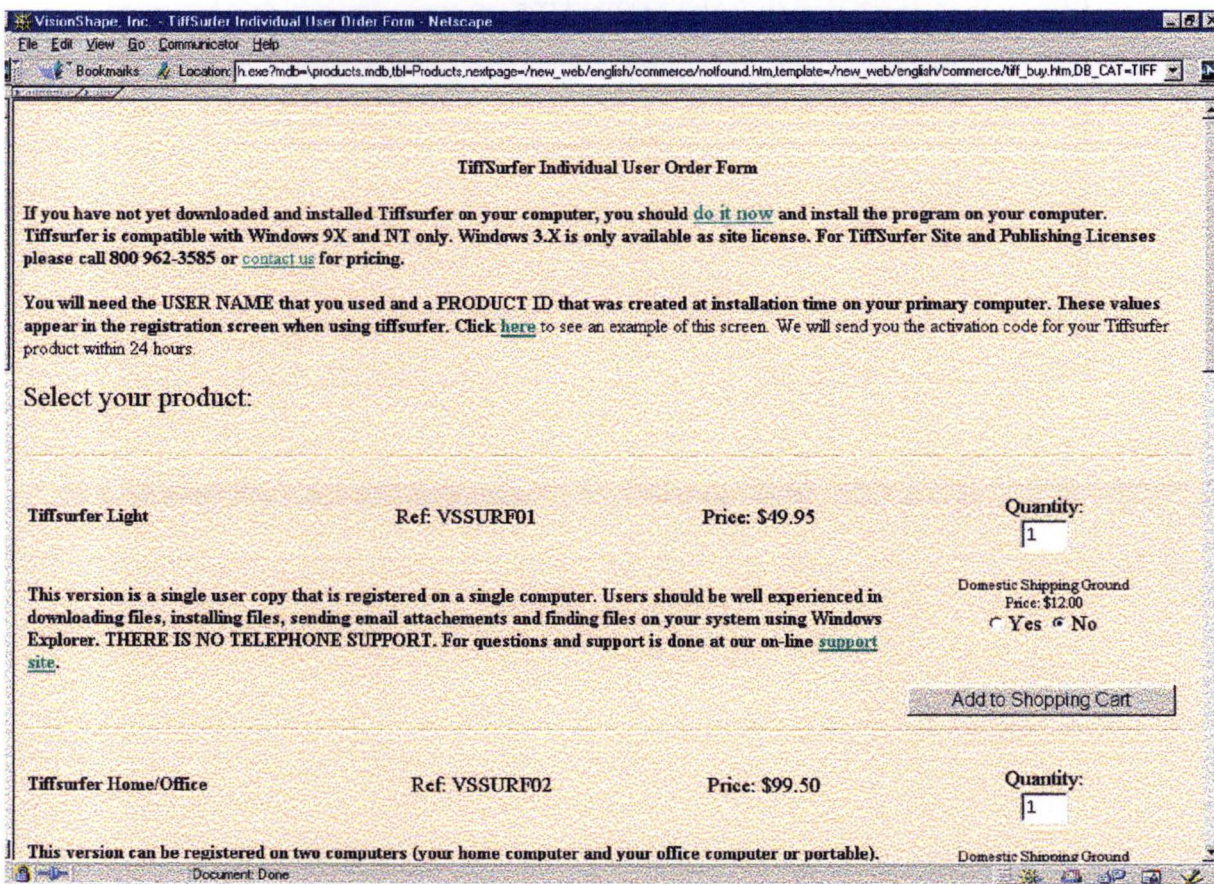 VisionShape, Inc. - TiffSurfer Individual User Order Form - Netscape
File Edit View Go Communicator Help
Bookmarks Location: h.exe?mdb=\products.mdb,tbl=Products,nextpage=/new_web/english/commerce/notfound.htm,template=/new_web/english/commerce/tiff_buy.htm,DB_CAT=TIFF
TiffSurfer Individual User Order Form
If you have not yet downloaded and installed Tiffsurfer on your computer, you should do it now and install the program on your computer.
Tiffsurfer is compatible with Windows 9X and NT only. Windows 3.X is only available as site license. For TiffSurfer Site and Publishing Licenses
please call 800 962-3585 or contact us for pricing.
You will need the USER NAME that you used and a PRODUCT ID that was created at installation time on your primary computer. These values
appear in the registration screen when using tiffsurfer. Click here to see an example of this screen. We will send you the activation code for your Tiffsurfer
product within 24 hours.
Select your product:
Tiffsurfer Light Ref: VSSURF01 Price: $49.95 Quantity:
1
This version is a single user copy that is registered on a single computer. Users should be well experienced in
downloading files, installing files, sending email attachements and finding files on your system using Windows
Explorer. THERE IS NO TELEPHONE SUPPORT. For questions and support is done at our on-line support
site.
Domestic Shipping Ground
Price: $12.00
Yes No
Add to Shopping Cart
Tiffsurfer Home/Office Ref: VSSURF02 Price: $99.50 Quantity:
1
This version can be registered on two computers (your home computer and your office computer or portable).
Domestic Shipping Ground
Document: Done